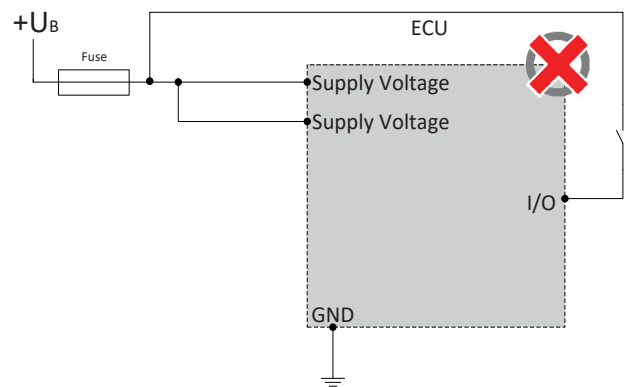 ECU
+UB
Fuse
Supply Voltage
Supply Voltage
I/O
GND